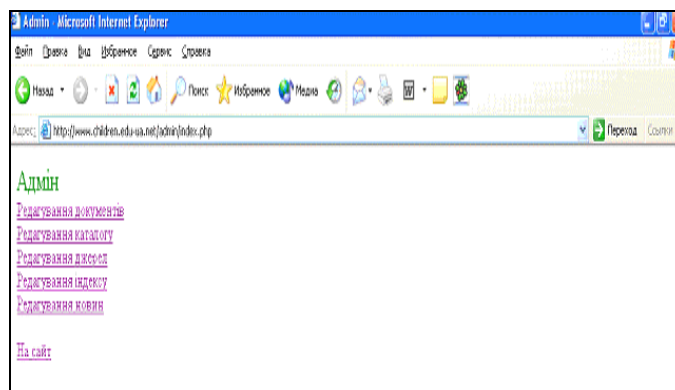 Admin - Microsoft Internet Explorer
Файл Правка Вид Избранное Сервис Справка
Назад Поиск Избранное Медиа
Адрес: http://www.children.edu-ua.net/admin/index.php Переход Ссылки
Адмін
Редагування документів
Редагування каталогу
Редагування джерел
Редагування індексу
Редагування новин
На сайт